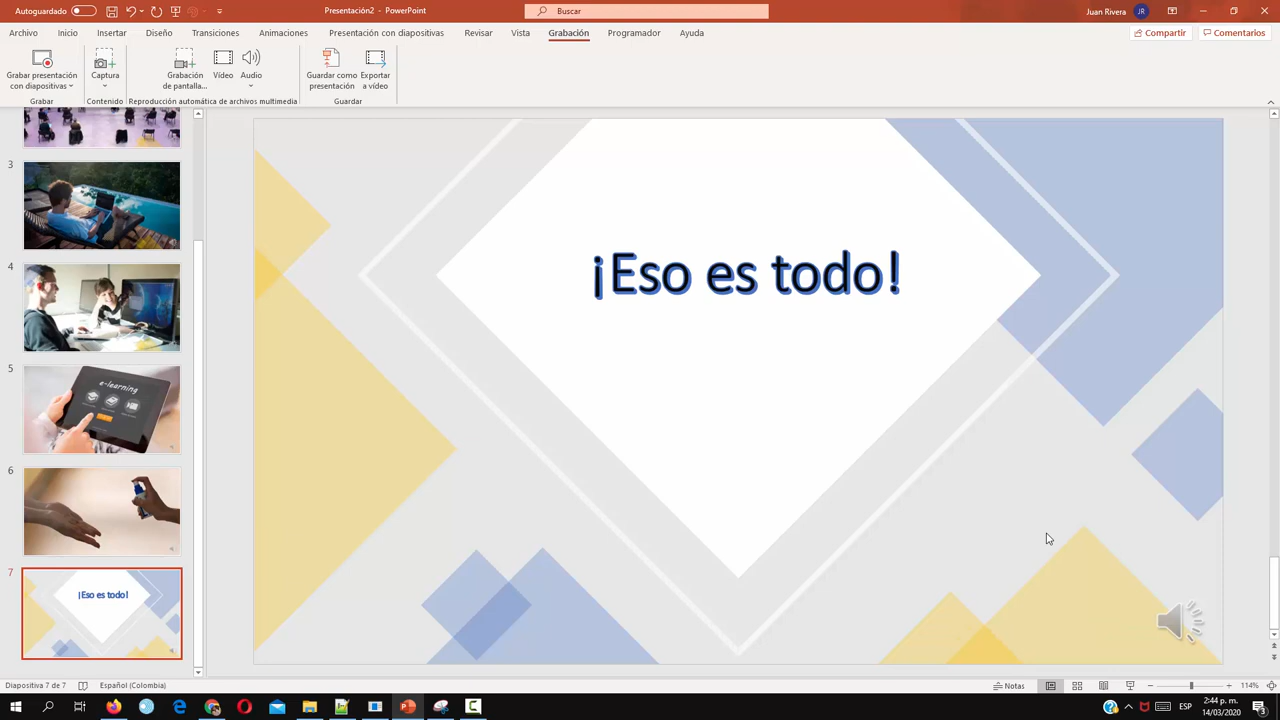 Autoguardado
Presentación2 - PowerPoint
Buscar
Juan Rivera
JR
Archivo
Inicio
Insertar
Diseño
Transiciones
Animaciones
Presentación con diapositivas
Revisar
Vista
Grabación
Programador
Ayuda
Compartir
Comentarios
Grabar presentación
con diapositivas
Captura
Grabación
de pantalla...
Vídeo
Audio
Guardar como
presentación
Exportar
a vídeo
Grabar
Contenido
Reproducción automática de archivos multimedia
Guardar
3
4
5
e-learning
6
7
¡Eso es todo!
¡Eso es todo!
Diapositiva 7 de 7
Español (Colombia)
Notas
114%
ESP
2:44 p. m.
14/03/2020
3